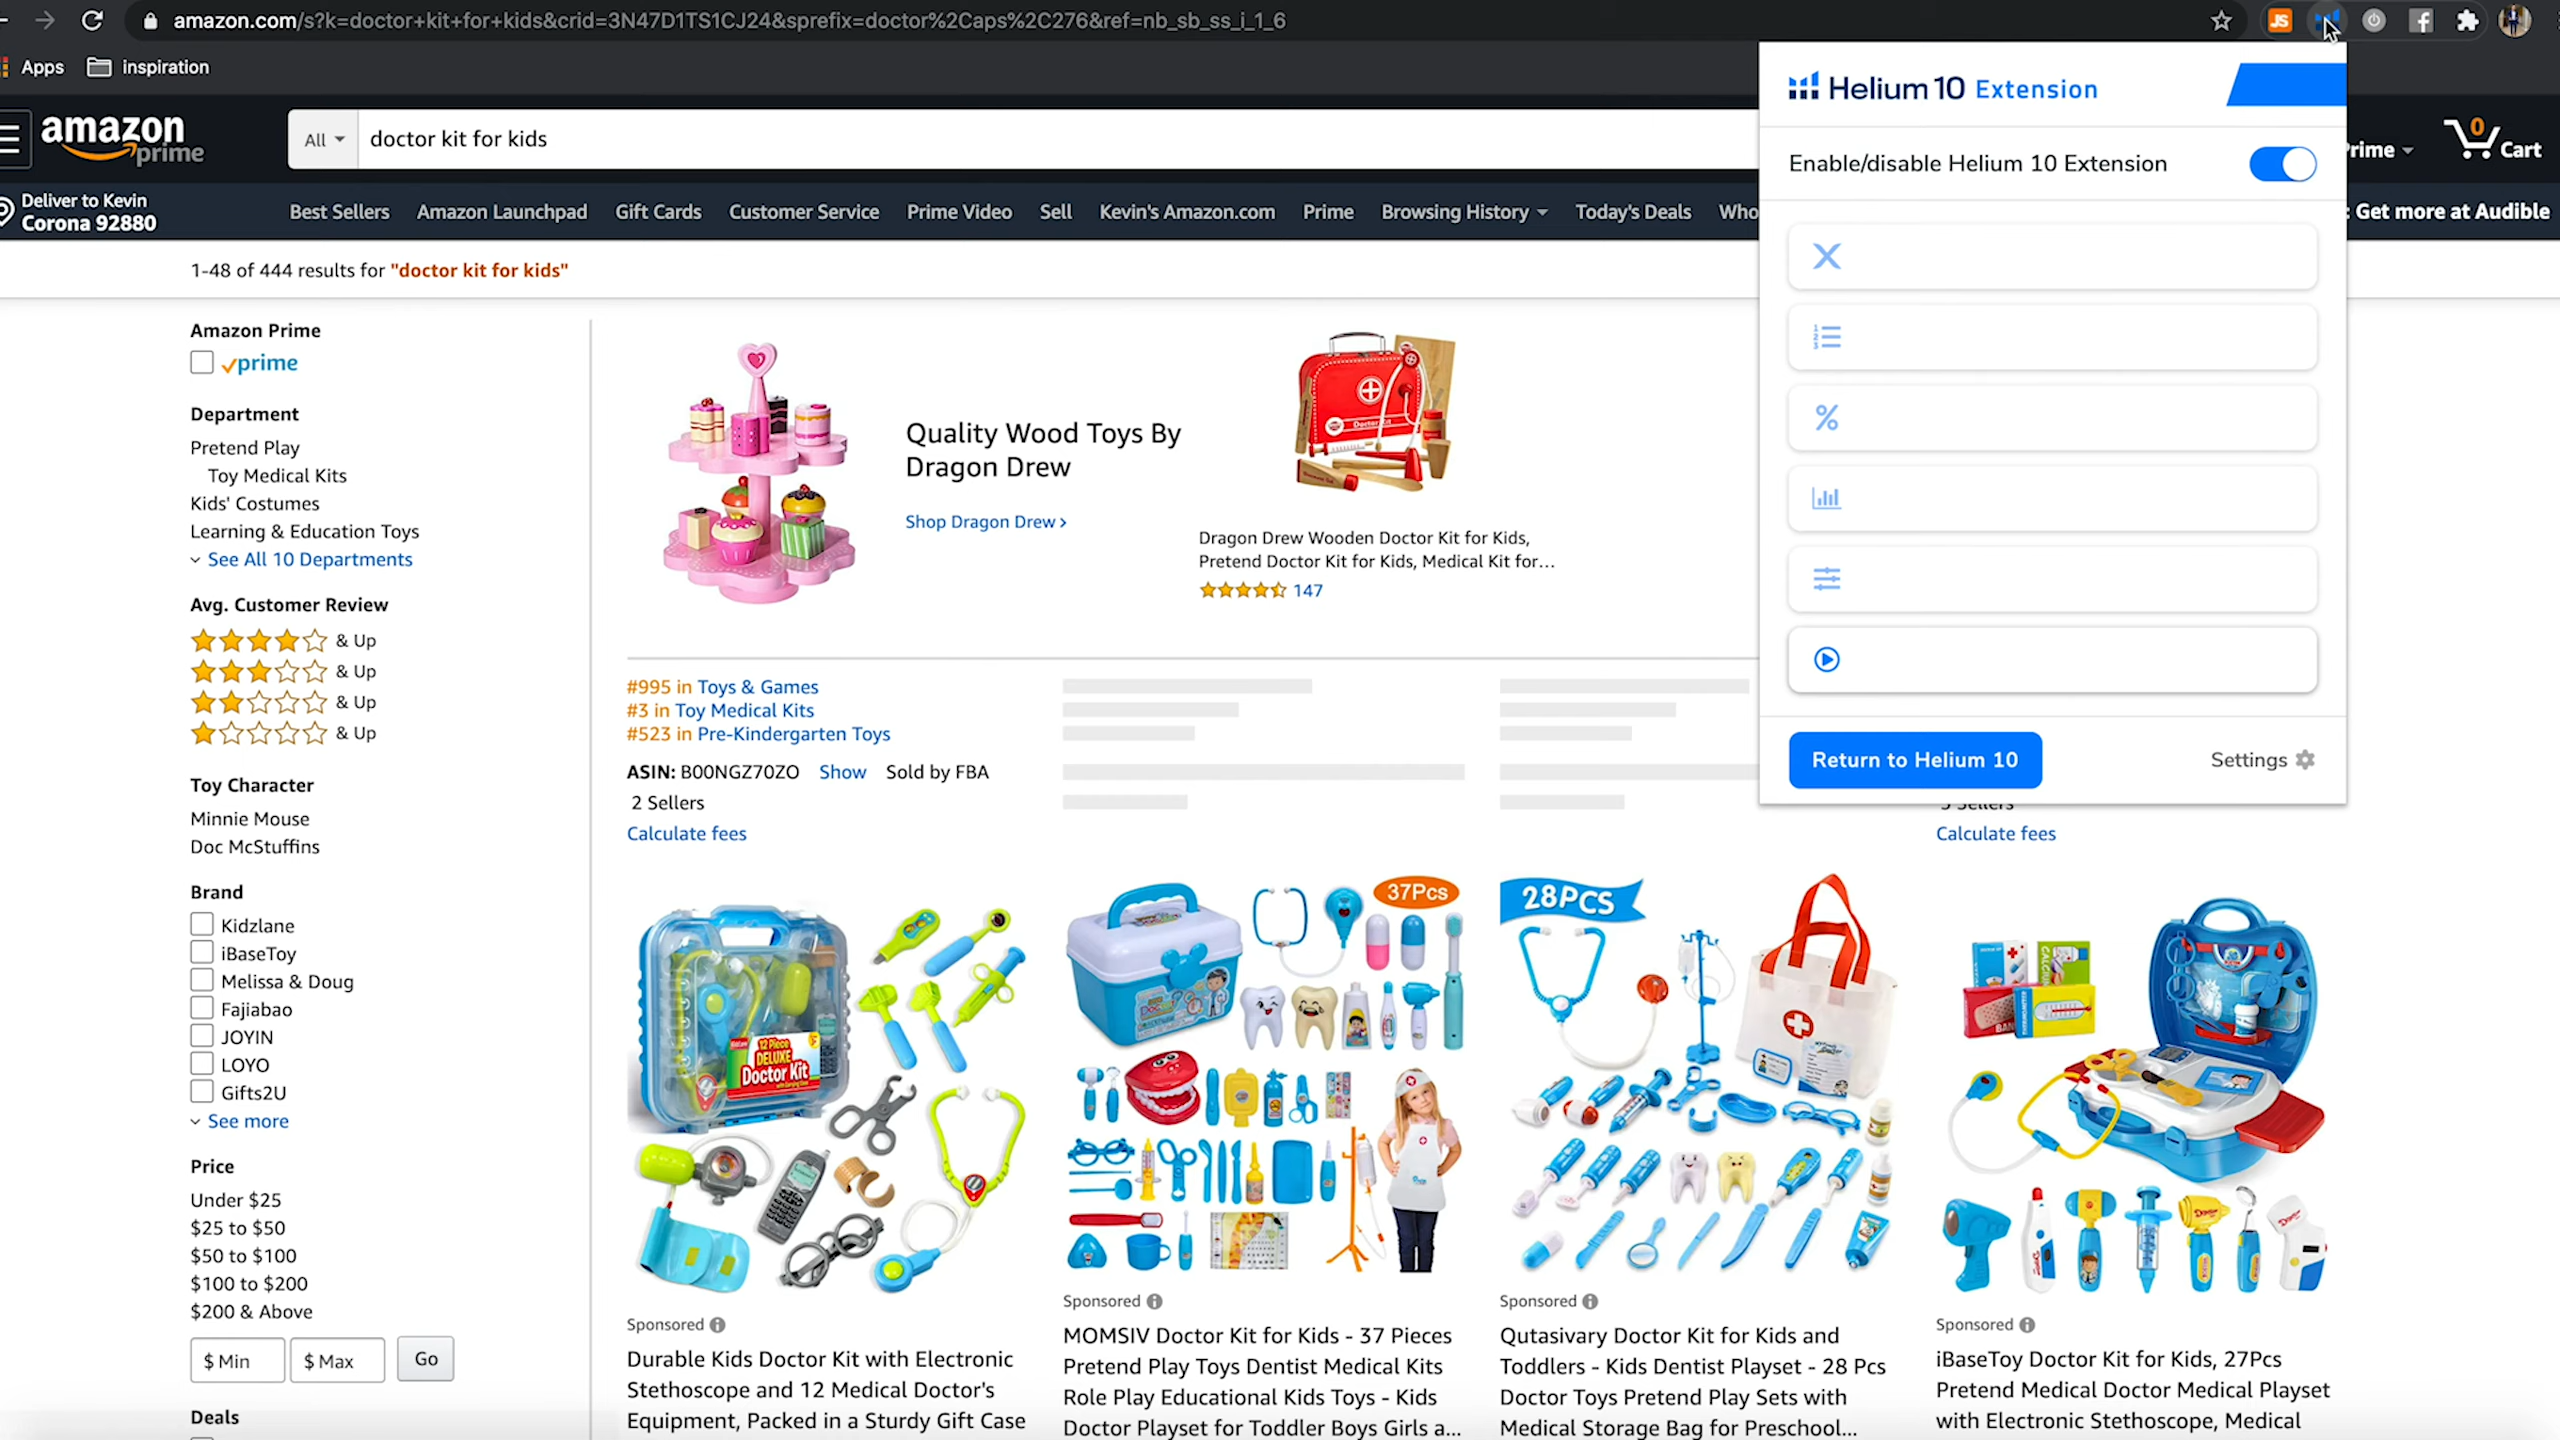 amazon.com/s?k=doctor+kit+for+kids&crid=3N47D1TS1CJ24&sprefix=doctor%2Caps%2C276&ref=nb_sb_ss_i_1_6
JS
Apps
inspiration
amazon
prime
All
doctor kit for kids
Prime
0
Cart
Deliver to Kevin
Corona 92880
Best Sellers
Amazon Launchpad
Gift Cards
Customer Service
Prime Video
Sell
Kevin's Amazon.com
Prime
Browsing History
Today's Deals
Who
: Get more at Audible
Helium 10 Extension
Enable/disable Helium 10 Extension
Return to Helium 10
Settings
1-48 of 444 results for "doctor kit for kids"
Amazon Prime
prime
Department
Pretend Play
Toy Medical Kits
Kids' Costumes
Learning & Education Toys
See All 10 Departments
Avg. Customer Review
& Up
& Up
& Up
& Up
Toy Character
Minnie Mouse
Doc McStuffins
Brand
Kidzlane
iBaseToy
Melissa & Doug
Fajiabao
JOYIN
LOYO
Gifts2U
See more
Price
Under $25
$25 to $50
$50 to $100
$100 to $200
$200 & Above
$ Min
$ Max
Go
Deals
Quality Wood Toys By
Dragon Drew
Shop Dragon Drew ›
Dragon Drew Wooden Doctor Kit for Kids,
Pretend Doctor Kit for Kids, Medical Kit for...
147
#995 in Toys & Games
#3 in Toy Medical Kits
#523 in Pre-Kindergarten Toys
ASIN: B00NGZ70ZO Show Sold by FBA
2 Sellers
Calculate fees
Sellers
Calculate fees
12 Piece
DELUXE
Doctor Kit
37Pcs
28PCS
Sponsored
Durable Kids Doctor Kit with Electronic
Stethoscope and 12 Medical Doctor's
Equipment, Packed in a Sturdy Gift Case
Sponsored
MOMSIV Doctor Kit for Kids - 37 Pieces
Pretend Play Toys Dentist Medical Kits
Role Play Educational Kids Toys - Kids
Doctor Playset for Toddler Boys Girls a...
Sponsored
Qutasivary Doctor Kit for Kids and
Toddlers - Kids Dentist Playset - 28 Pcs
Doctor Toys Pretend Play Sets with
Medical Storage Bag for Preschool...
Sponsored
iBaseToy Doctor Kit for Kids, 27Pcs
Pretend Medical Doctor Medical Playset
with Electronic Stethoscope, Medical